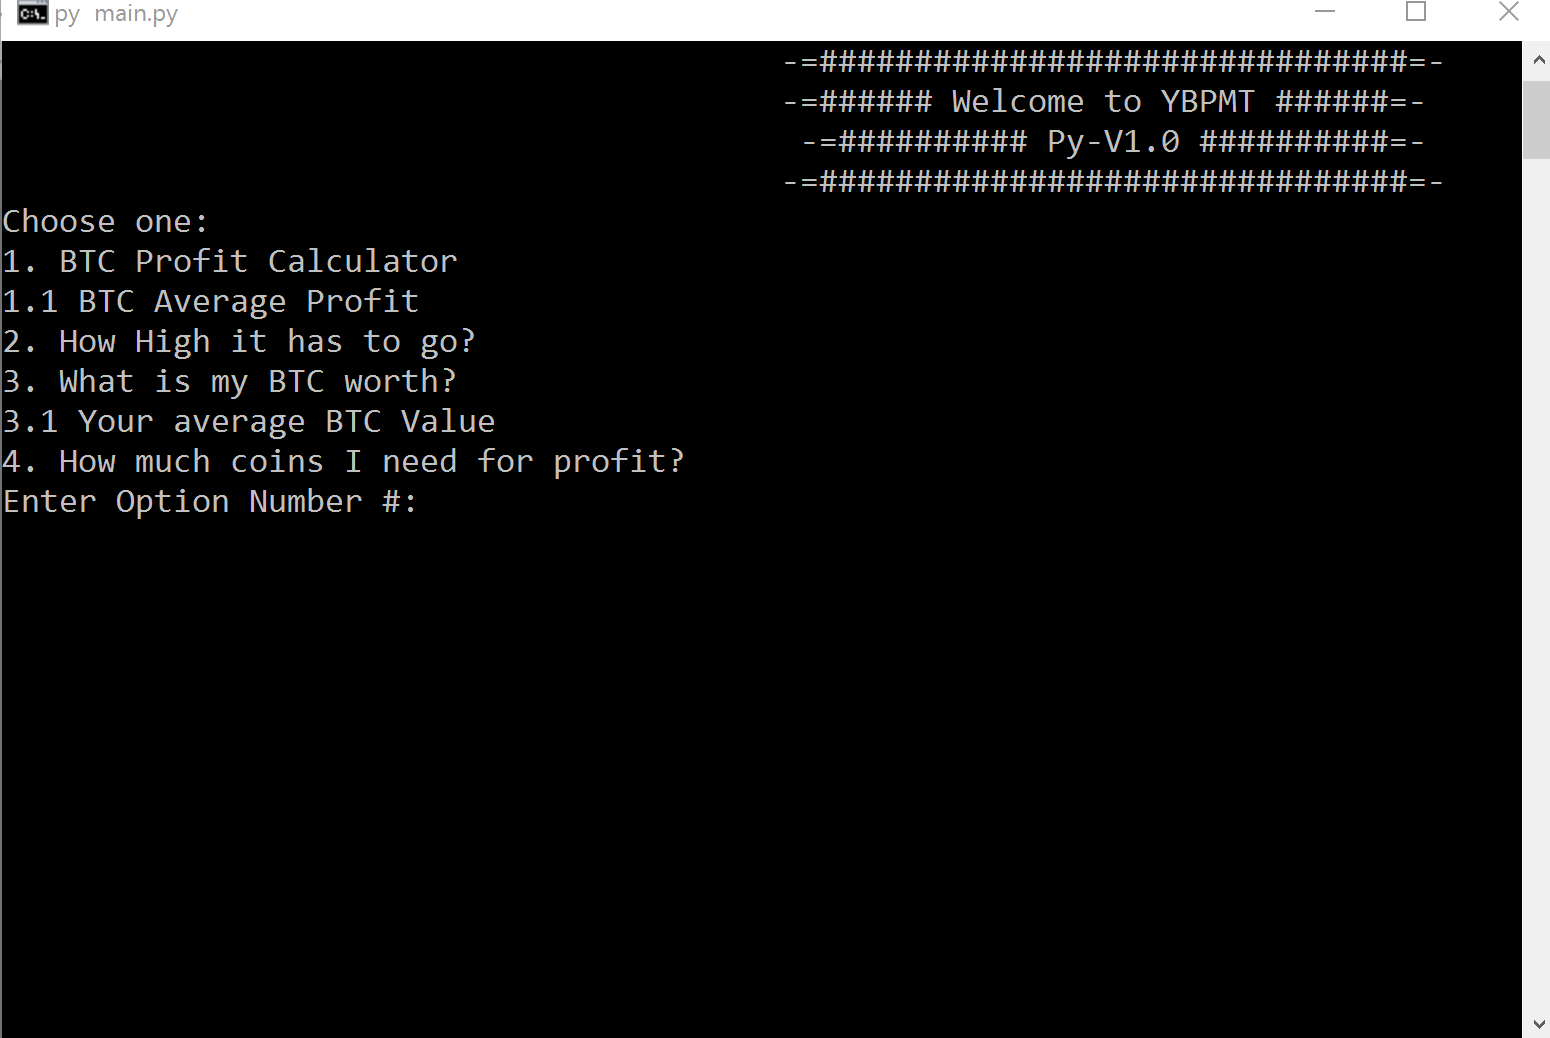 py main.py
-=###############################=-
-=###### Welcome to YBPMT ######=-
-=########## Py-V1.0 ##########=-
-=###############################=-
Choose one:
1. BTC Profit Calculator
1.1 BTC Average Profit
2. How High it has to go?
3. What is my BTC worth?
3.1 Your average BTC Value
4. How much coins I need for profit?
Enter Option Number #: